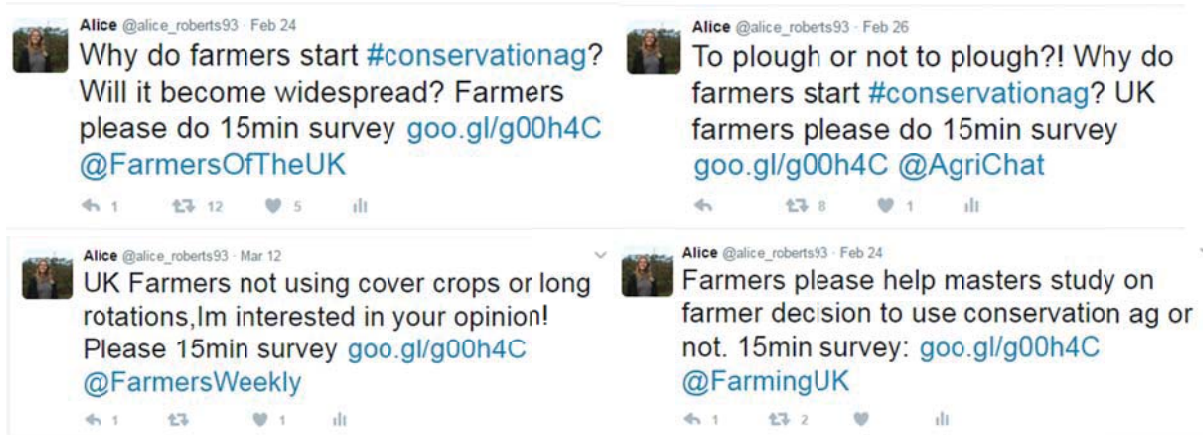 Alice @alice_roberts93 · Feb 24
Why do farmers start #conservationag?
Will it become widespread? Farmers
please do 15min survey goo.gl/g00h4C
@FarmersOfTheUK
1 12 5
Alice @alice_roberts93 · Feb 26
To plough or not to plough?! Why do
farmers start #conservationag? UK
farmers please do 15min survey
goo.gl/g00h4C @AgriChat
8 1
Alice @alice_roberts93 · Mar 12
UK Farmers not using cover crops or long
rotations,Im interested in your opinion!
Please 15min survey goo.gl/g00h4C
@FarmersWeekly
1 1
Alice @alice_roberts93 · Feb 24
Farmers please help masters study on
farmer decision to use conservation ag or
not. 15min survey: goo.gl/g00h4C
@FarmingUK
1 2